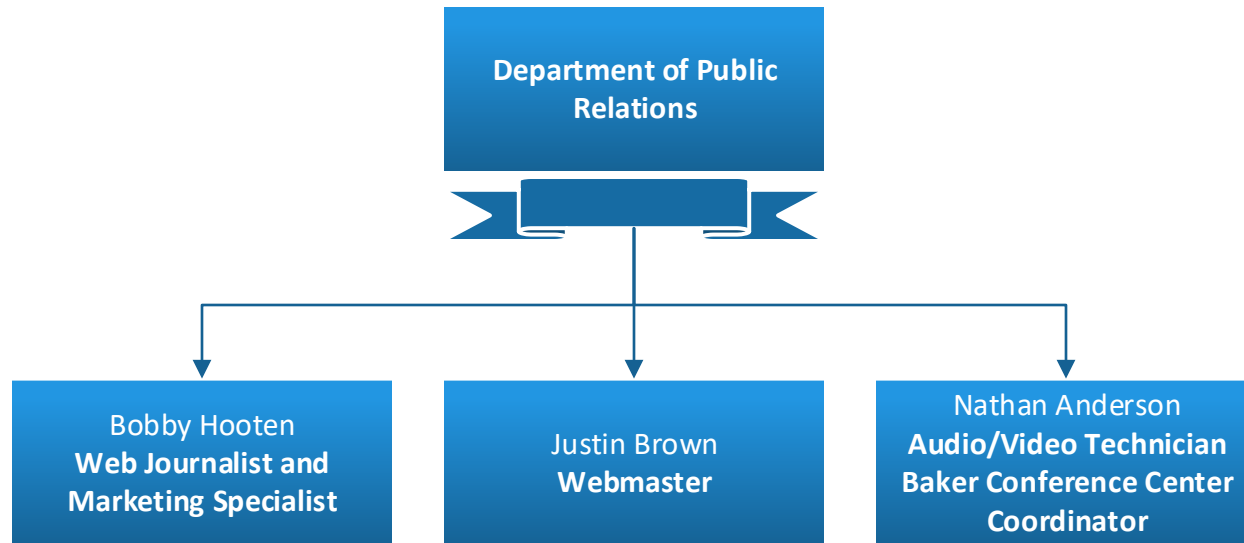 Department of Public
Relations
Bobby Hooten
Web Journalist and
Marketing Specialist
Justin Brown
Webmaster
Nathan Anderson
Audio/Video Technician
Baker Conference Center
Coordinator